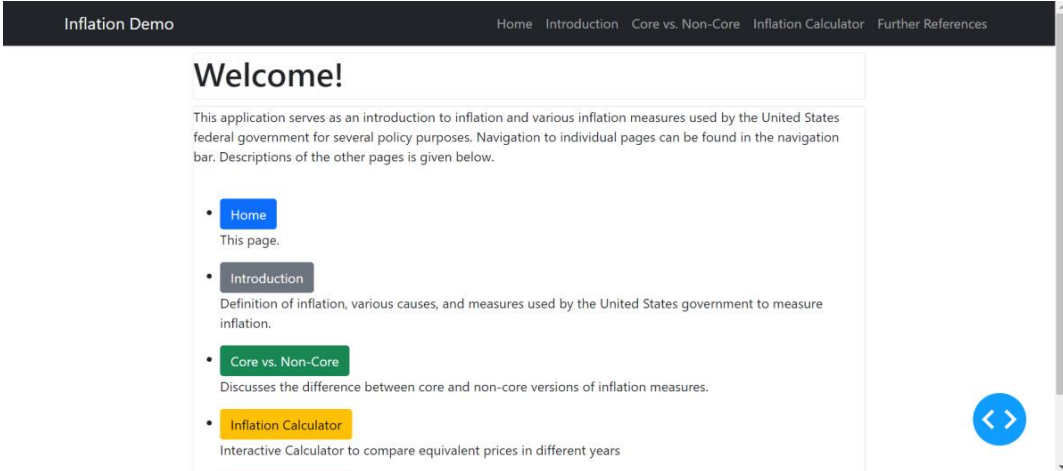 Inflation Demo
Home Introduction Core vs. Non-Core Inflation Calculator Further References
Welcome!
This application serves as an introduction to inflation and various inflation measures used by the United States
federal government for several policy purposes. Navigation to individual pages can be found in the navigation
bar. Descriptions of the other pages is given below.
Home
This page.
Introduction
Definition of inflation, various causes, and measures used by the United States government to measure
inflation.
Core vs. Non-Core
Discusses the difference between core and non-core versions of inflation measures.
Inflation Calculator
Interactive Calculator to compare equivalent prices in different years